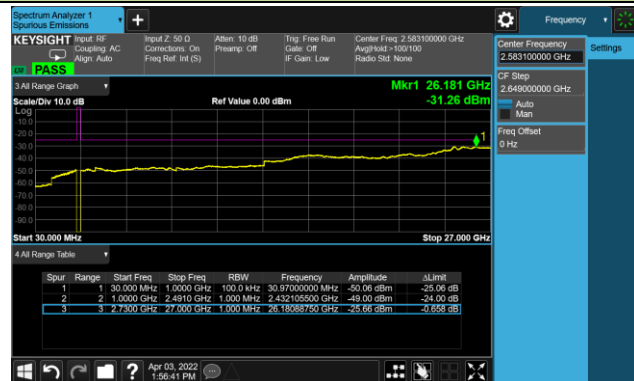 Spectrum Analyzer 1
Spurious Emissions
Frequency
KEYSIGHT Input: RF
Coupling: AC
Align: Auto
Input Z: 50 Ω
Corrections: On
Freq Ref: Int (S)
Atten: 10 dB
Preamp: Off
Trig: Free Run
Gate: Off
IF Gain: Low
Center Freq: 2.583100000 GHz
Avg|Hold:>100/100
Radio Std: None
PASS
Center Frequency
2.583100000 GHz
Settings
CF Step
2.649000000 GHz
Auto
Man
Freq Offset
0 Hz
3 All Range Graph
Mkr1 26.181 GHz
Scale/Div 10.0 dB
Ref Value 0.00 dBm
-31.26 dBm
Log
-10.0
-20.0
-30.0
-40.0
-50.0
-60.0
-70.0
-80.0
-90.0
1
Start 30.000 MHz
Stop 27.000 GHz
4 All Range Table
Spur Range Start Freq Stop Freq RBW Frequency Amplitude ΔLimit
1 1 30.000 MHz 1.0000 GHz 100.0 kHz 30.97000000 MHz -50.06 dBm -25.06 dB
2 2 1.0000 GHz 2.4910 GHz 1.000 MHz 2.432105500 GHz -49.00 dBm -24.00 dB
3 3 2.7300 GHz 27.000 GHz 1.000 MHz 26.18088750 GHz -25.66 dBm -0.658 dB
Apr 03, 2022
1:56:41 PM